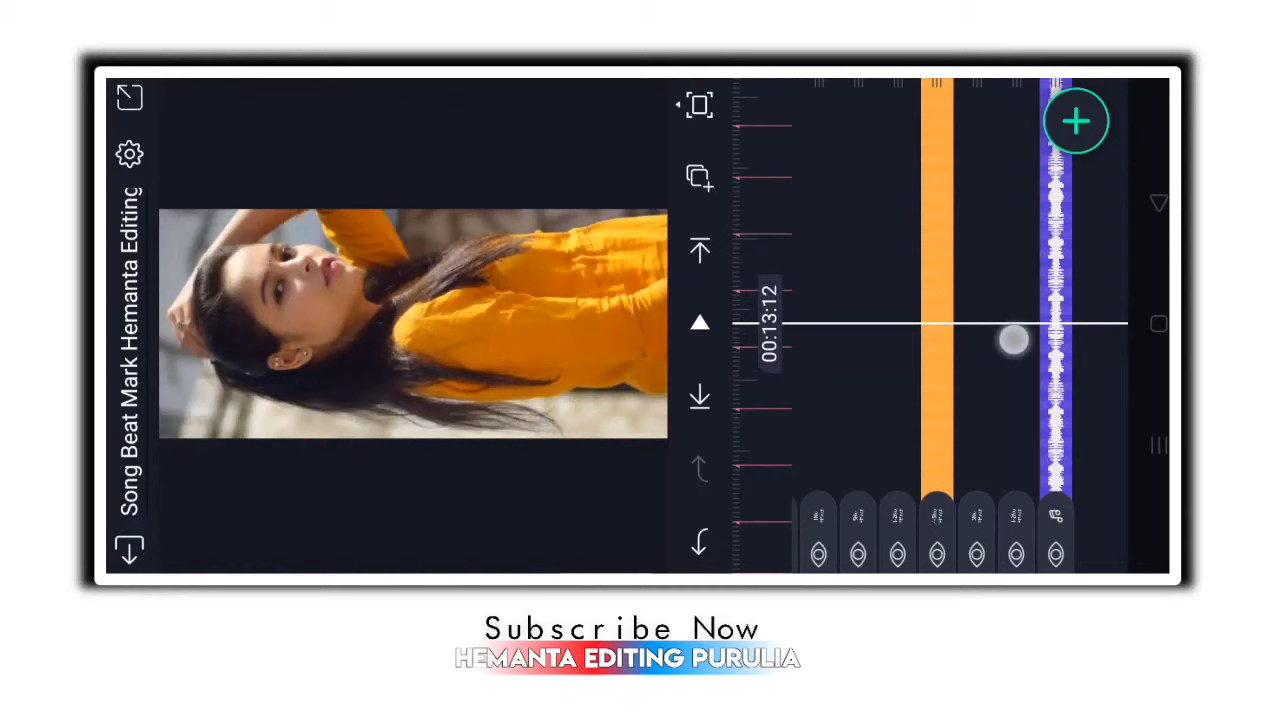 Song Beat Mark Hemanta Editing
00:13:12
Subscribe Now
HEMANTA EDITING PURULIA